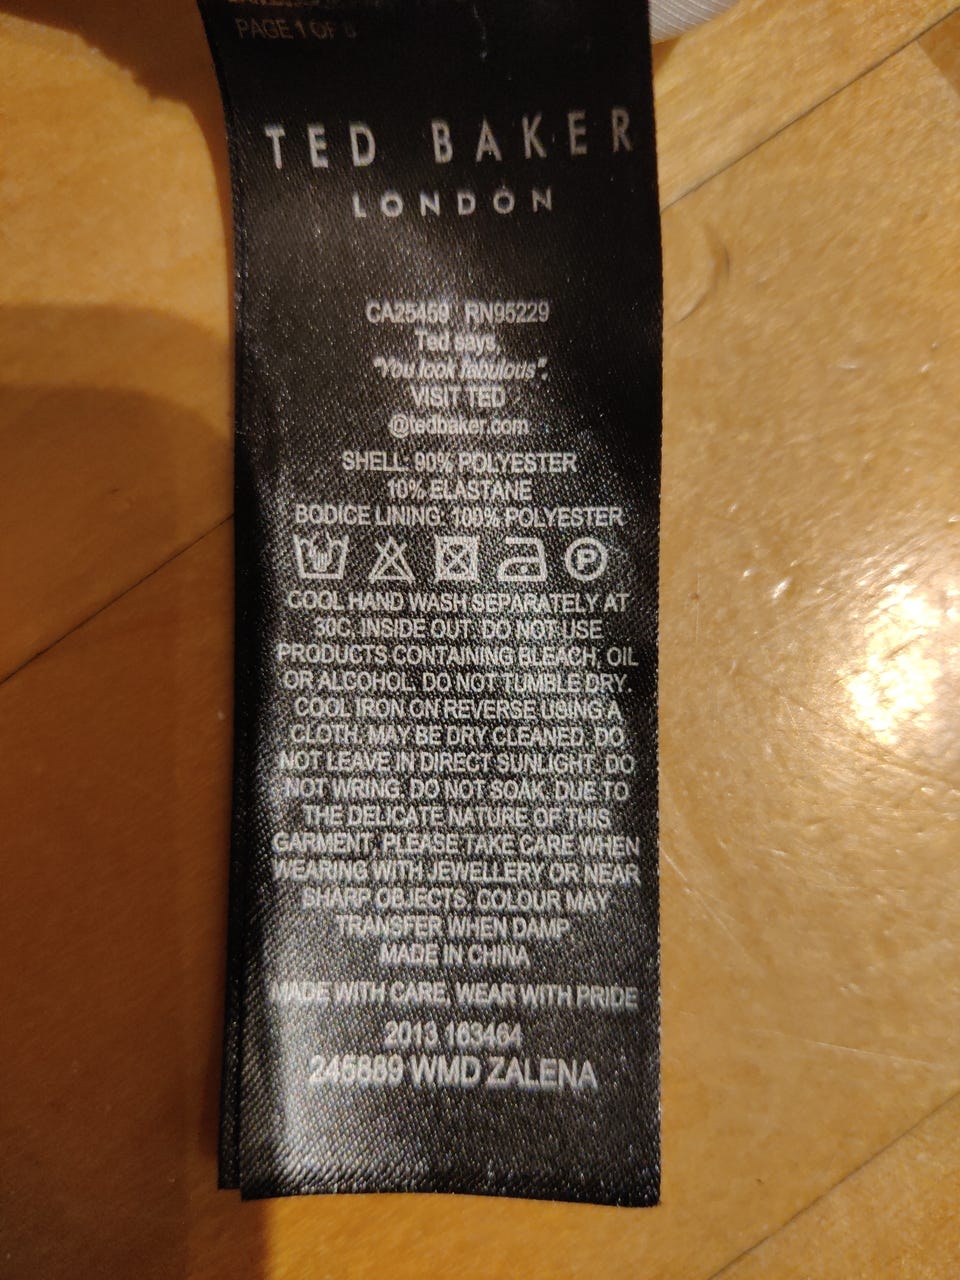 PAGE 1 OF 6
TED BAKER
LONDON
CA25459 RN95229
Ted says,
"You look fabulous".
VISIT TED
@tedbaker.com
SHELL: 90% POLYESTER
10% ELASTANE
BODICE LINING: 100% POLYESTER
P
COOL HAND WASH SEPARATELY AT
30C, INSIDE OUT. DO NOT USE
PRODUCTS CONTAINING BLEACH, OIL
OR ALCOHOL. DO NOT TUMBLE DRY.
COOL IRON ON REVERSE USING A
CLOTH. MAY BE DRY CLEANED. DO
NOT LEAVE IN DIRECT SUNLIGHT. DO
NOT WRING. DO NOT SOAK. DUE TO
THE DELICATE NATURE OF THIS
GARMENT, PLEASE TAKE CARE WHEN
WEARING WITH JEWELLERY OR NEAR
SHARP OBJECTS. COLOUR MAY
TRANSFER WHEN DAMP
MADE IN CHINA
MADE WITH CARE, WEAR WITH PRIDE
2013 163464
245889 WMD ZALENA